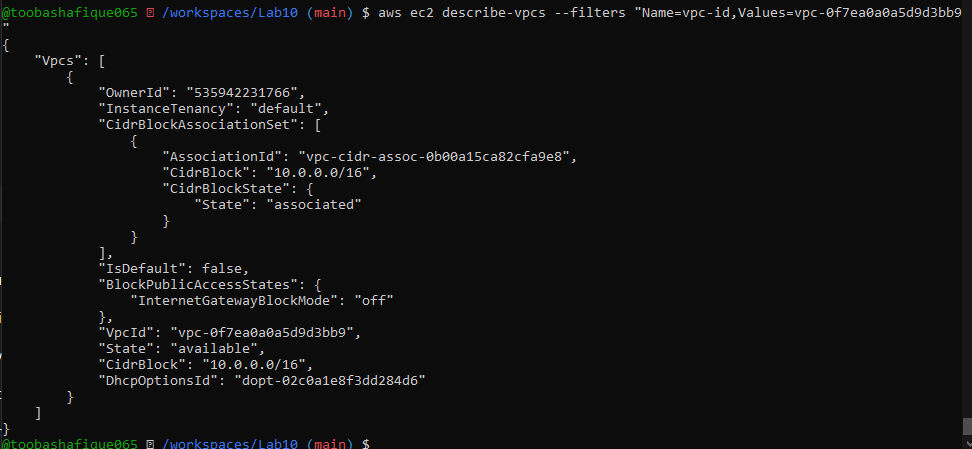 @toobashafique065 /workspaces/Lab10 (main) $ aws ec2 describe-vpcs --filters "Name=vpc-id,Values=vpc-0f7ea0a0a5d9d3bb9
"
{
    "Vpcs": [
        {
            "OwnerId": "535942231766",
            "InstanceTenancy": "default",
            "CidrBlockAssociationSet": [
                {
                    "AssociationId": "vpc-cidr-assoc-0b00a15ca82cfa9e8",
                    "CidrBlock": "10.0.0.0/16",
                    "CidrBlockState": {
                        "State": "associated"
                    }
                }
            ],
            "IsDefault": false,
            "BlockPublicAccessStates": {
                "InternetGatewayBlockMode": "off"
            },
            "VpcId": "vpc-0f7ea0a0a5d9d3bb9",
            "State": "available",
            "CidrBlock": "10.0.0.0/16",
            "DhcpOptionsId": "dopt-02c0a1e8f3dd284d6"
        }
    ]
}
@toobashafique065 /workspaces/Lab10 (main) $